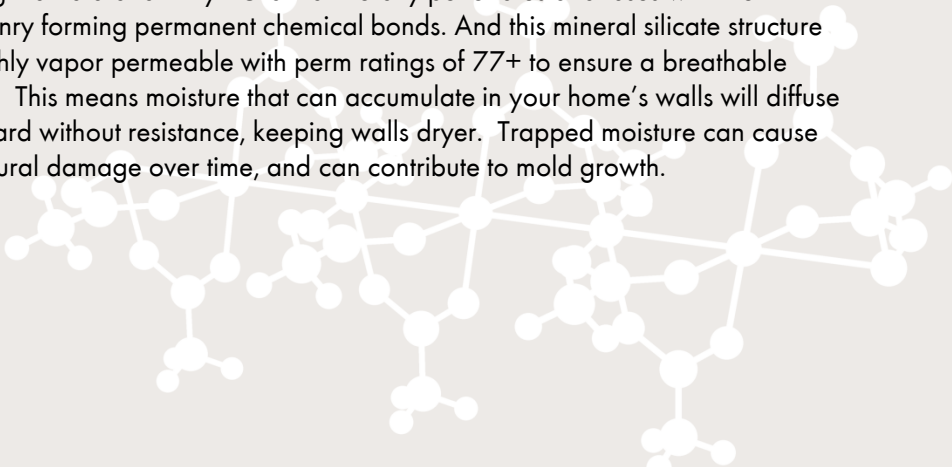 nry forming permanent chemical bonds. And this mineral silicate structure
hly vapor permeable with perm ratings of 77+ to ensure a breathable
This means moisture that can accumulate in your home’s walls will diffuse
ard without resistance, keeping walls dryer. Trapped moisture can cause
ural damage over time, and can contribute to mold growth.